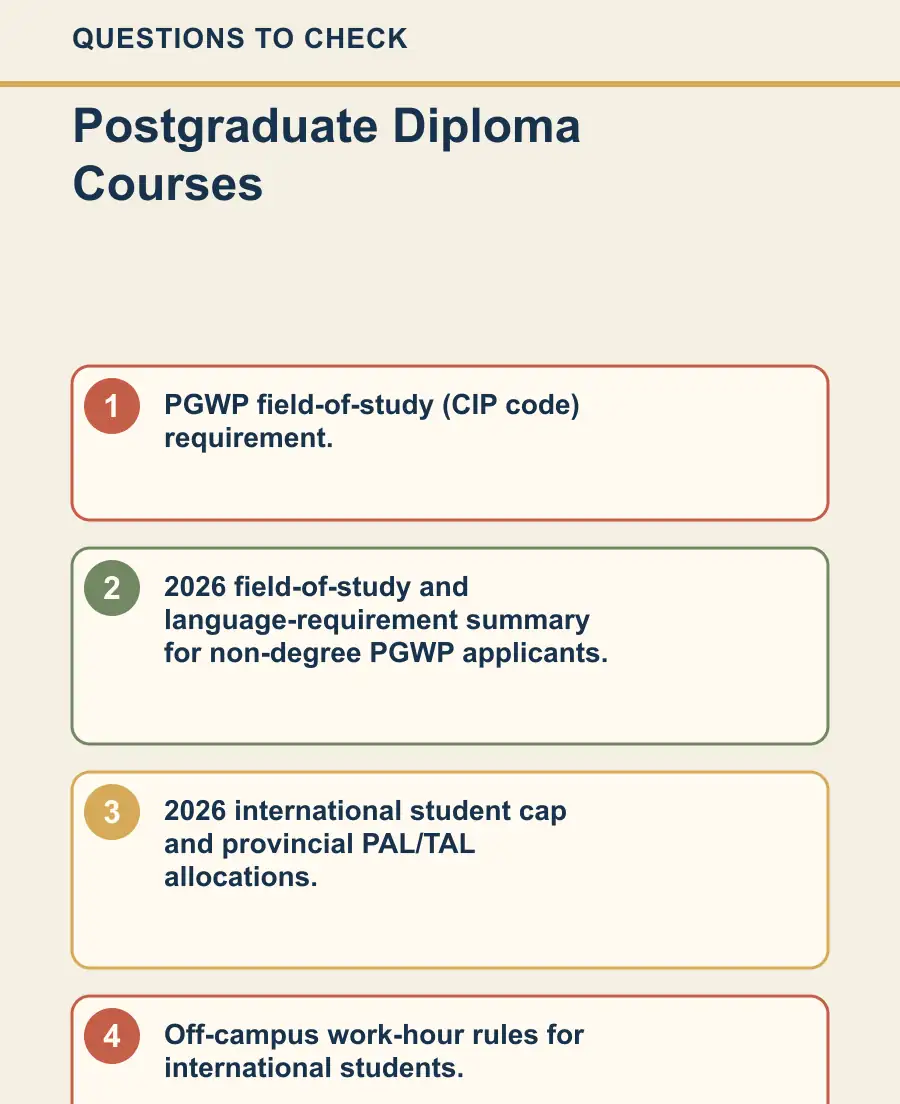 QUESTIONS TO CHECK
Postgraduate Diploma
Courses
1
PGWP field-of-study (CIP code)
requirement.
2
2026 field-of-study and
language-requirement summary
for non-degree PGWP applicants.
3
2026 international student cap
and provincial PAL/TAL
allocations.
4
Off-campus work-hour rules for
international students.